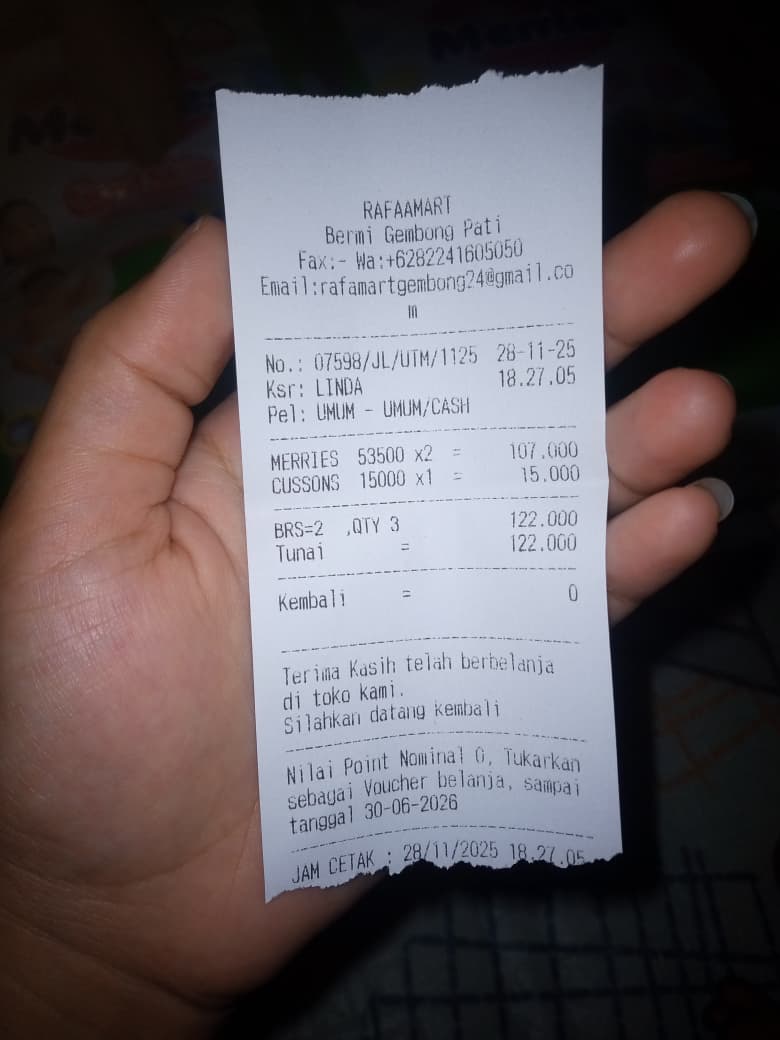 RAFAAMART
Bermi Gembong Pati
Fax:- Wa:+6282241605050
Email:rafamartgembong24@gmail.co
m
No.: 07598/JL/UTM/1125 28-11-25
Ksr: LINDA 18.27.05
Pel: UMUM - UMUM/CASH
MERRIES 53500 x2 = 107.000
CUSSONS 15000 x1 = 15.000
BRS=2 ,QTY 3 122.000
Tunai = 122.000
Kembali = 0
Terima Kasih telah berbelanja
di toko kami.
Silahkan datang kembali
Nilai Point Nominal 0, Tukarkan
sebagai Voucher belanja, sampai
tanggal 30-06-2026
JAM CETAK : 28/11/2025 18.27.05